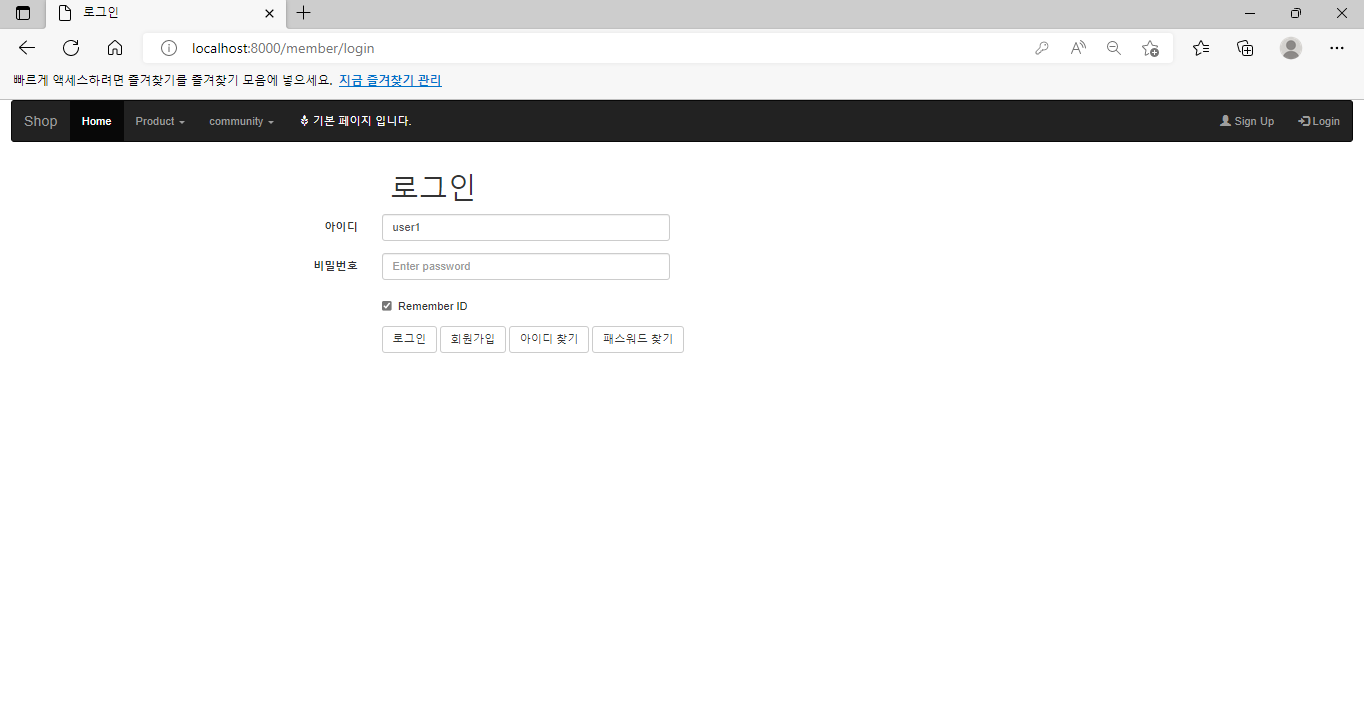 로그인
localhost:8000/member/login
빠르게 액세스하려면 즐겨찾기를 즐겨찾기 모음에 넣으세요. 지금 즐겨찾기 관리
Shop Home Product community 기본 페이지 입니다. Sign Up Login
로그인
아이디 user1
비밀번호 Enter password
Remember ID
로그인 회원가입 아이디 찾기 패스워드 찾기